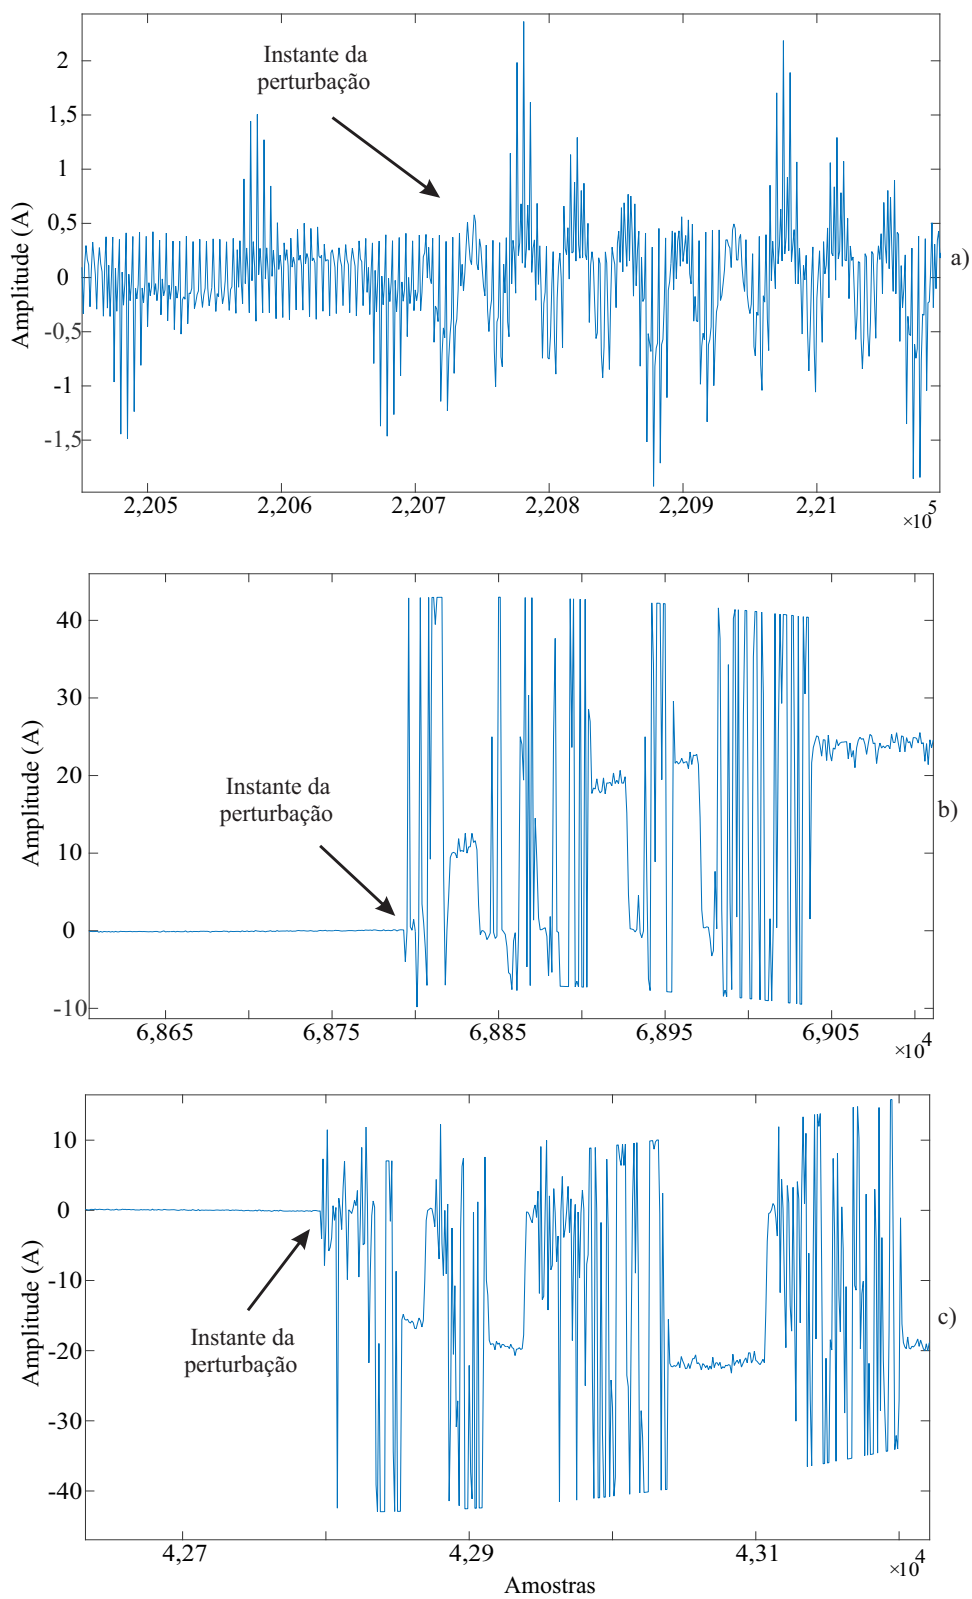 2
1,5
1
0,5
0
-0,5
-1
-1,5
Amplitude (A)
Instante da
perturbação
a)
2,205 2,206 2,207 2,208 2,209 2,21
×10^5
40
30
20
10
0
-10
Amplitude (A)
Instante da
perturbação
b)
6,865 6,875 6,885 6,895 6,905
×10^4
10
0
-10
-20
-30
-40
Amplitude (A)
Instante da
perturbação
c)
4,27 4,29 4,31
×10^4
Amostras